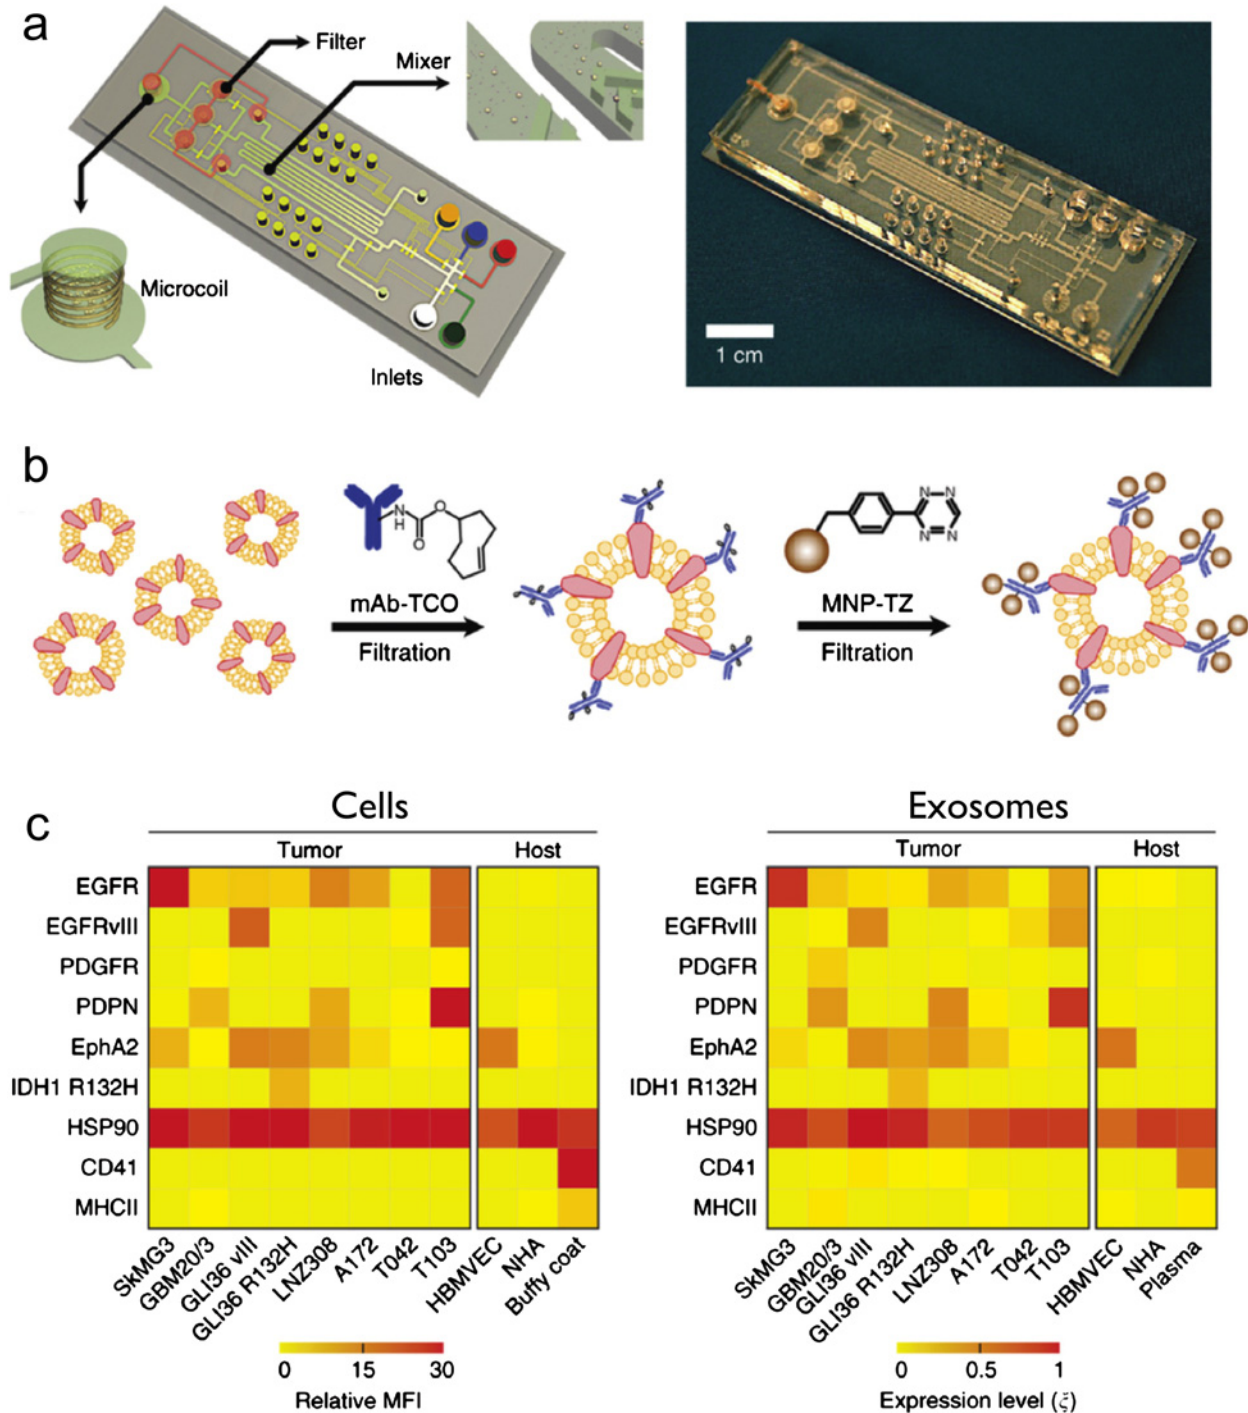 a
Filter
Mixer
Microcoil
Inlets
1 cm
b
N
H
O
O
mAb-TCO
Filtration
N
N
N
N
MNP-TZ
Filtration
c
Cells
Exosomes
Tumor
Host
Tumor
Host
EGFR
EGFRvIII
PDGFR
PDPN
EphA2
IDH1 R132H
HSP90
CD41
MHCII
EGFR
EGFRvIII
PDGFR
PDPN
EphA2
IDH1 R132H
HSP90
CD41
MHCII
SkMG3
GBM20/3
GLI36 vIII
GLI36 R132H
LNZ308
A172
T042
T103
HBMVEC
NHA
Buffy coat
SkMG3
GBM20/3
GLI36 vIII
GLI36 R132H
LNZ308
A172
T042
T103
HBMVEC
NHA
Plasma
0 15 30
Relative MFI
0 0.5 1
Expression level (ξ)